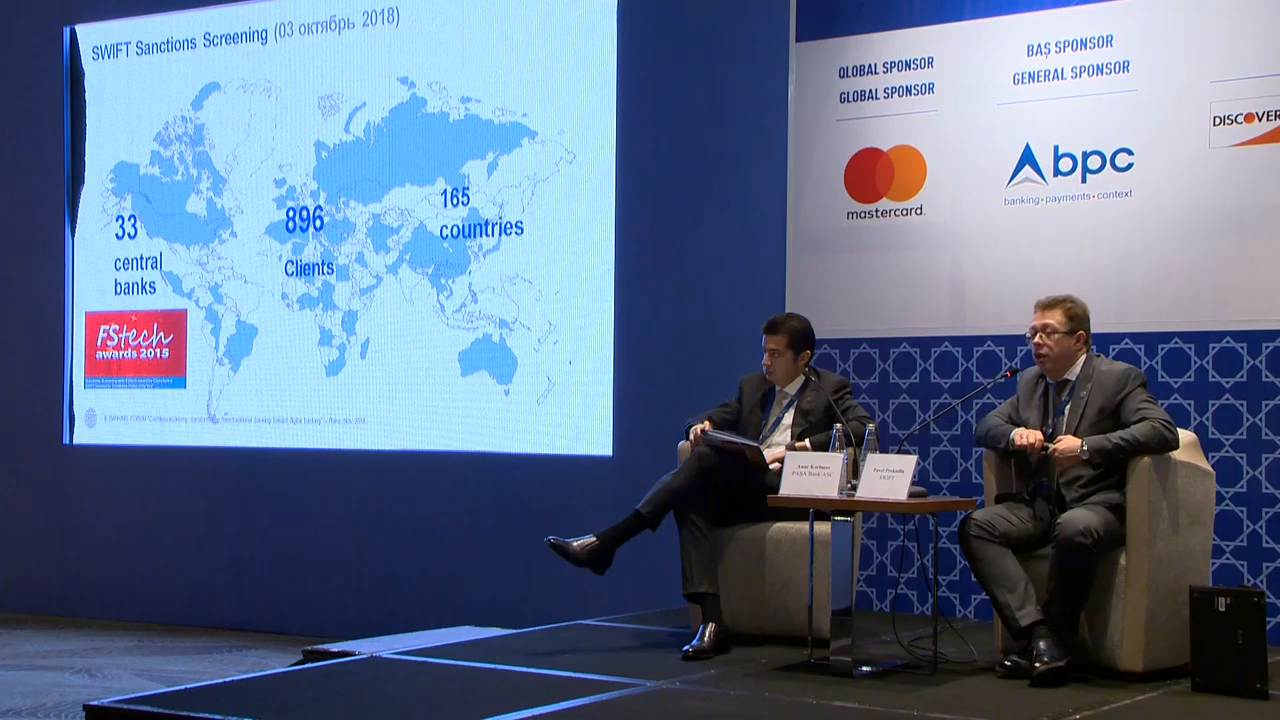 SWIFT Sanctions Screening (03 октябрь 2018)
33
central
banks
896
Clients
165
countries
FStech
awards 2015
QLOBAL SPONSOR
GLOBAL SPONSOR
mastercard.
BAŞ SPONSOR
GENERAL SPONSOR
bpc
banking • payments • context
DISCOVER
PAŞA Bank ASC
SWIFT